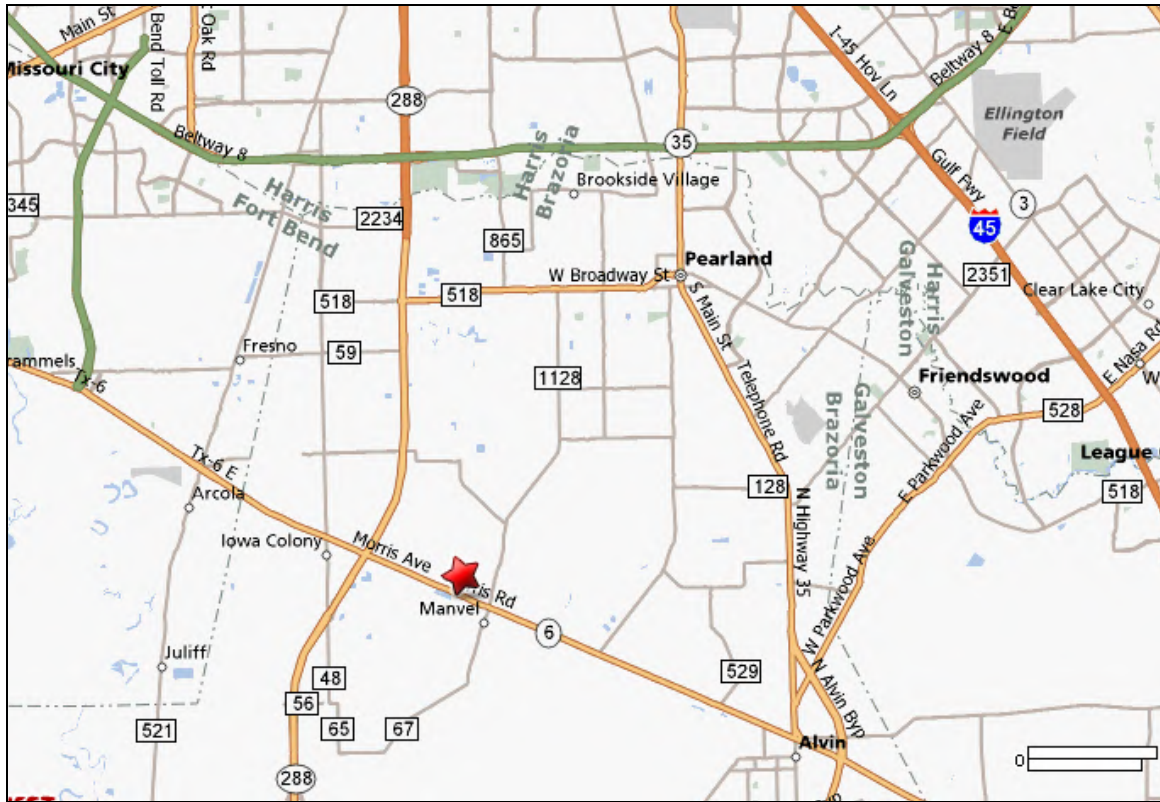 Main St
Oak Rd
Bend Toll Rd
I-45 Hov Ln
Beltway 8
Missouri City
288
Ellington
Field
Beltway 8
35
Harris
Brazoria
Gulf Fwy
Brookside Village
Harris
Fort Bend
345
2234
3
865
45
W Broadway St
Pearland
Galveston
Harris
2351
518
518
S Main St
Clear Lake City
Fresno
59
E Nasa Rd
Tx-6
1128
Telephone Rd
Friendswood
Galveston
Brazoria
528
E Parkwood Ave
Tx-6 E
League
128
518
Arcola
N Highway 35
Iowa Colony
Morris Ave
W Parkwood Ave
Manvel
6
Juliff
529
N Alvin Byp
48
56
521
65
67
Alvin
288
0